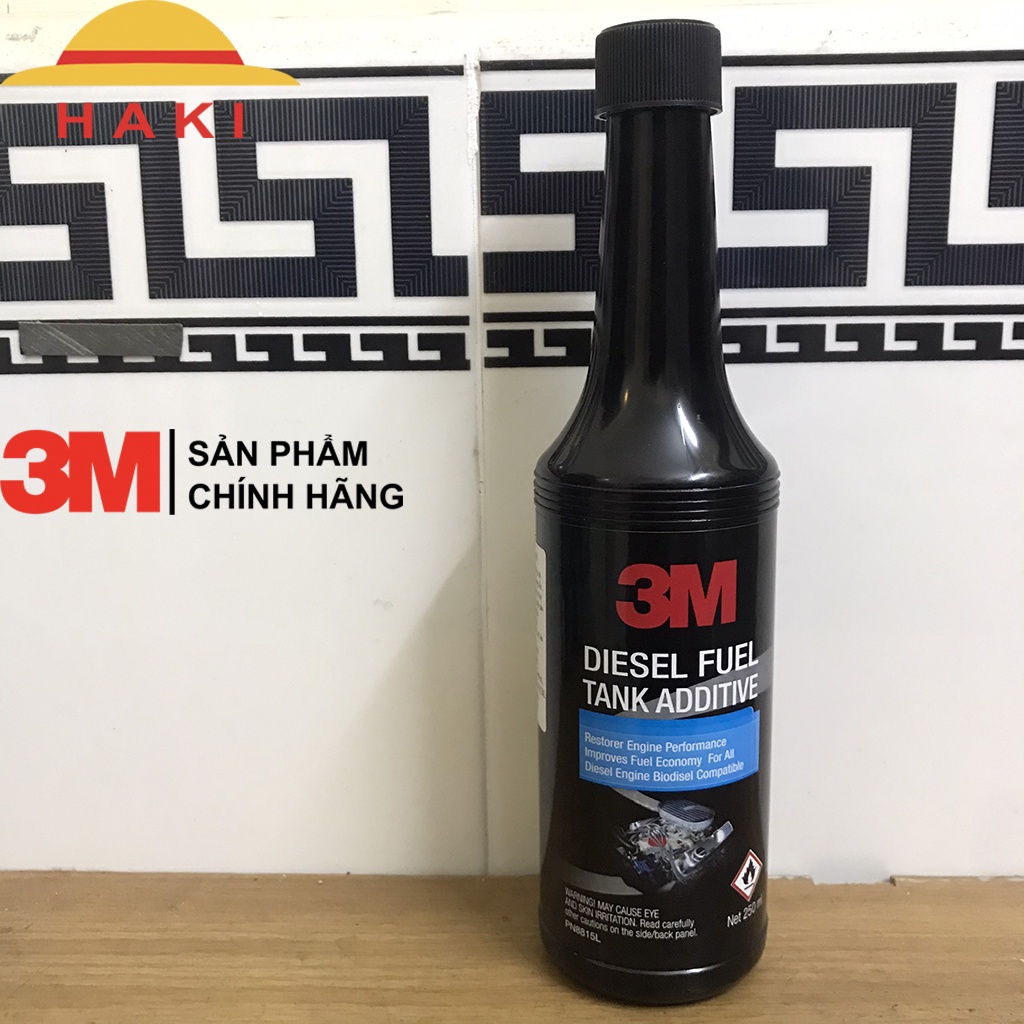 HAKI
3M
SẢN PHẨM
CHÍNH HÃNG
3M
DIESEL FUEL
TANK ADDITIVE
Restorer Engine Performance
Improves Fuel Economy For All
Diesel Engine Biodisel Compatible
WARNING! MAY CAUSE EYE
AND SKIN IRRITATION. Read carefully
other cautions on the side/back panel.
PN8815L
Net 250 ml